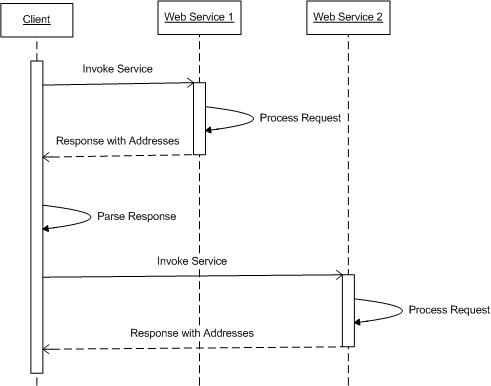 Client
Web Service 1
Web Service 2
Invoke Service
Process Request
Response with Addresses
Parse Response
Invoke Service
Process Request
Response with Addresses